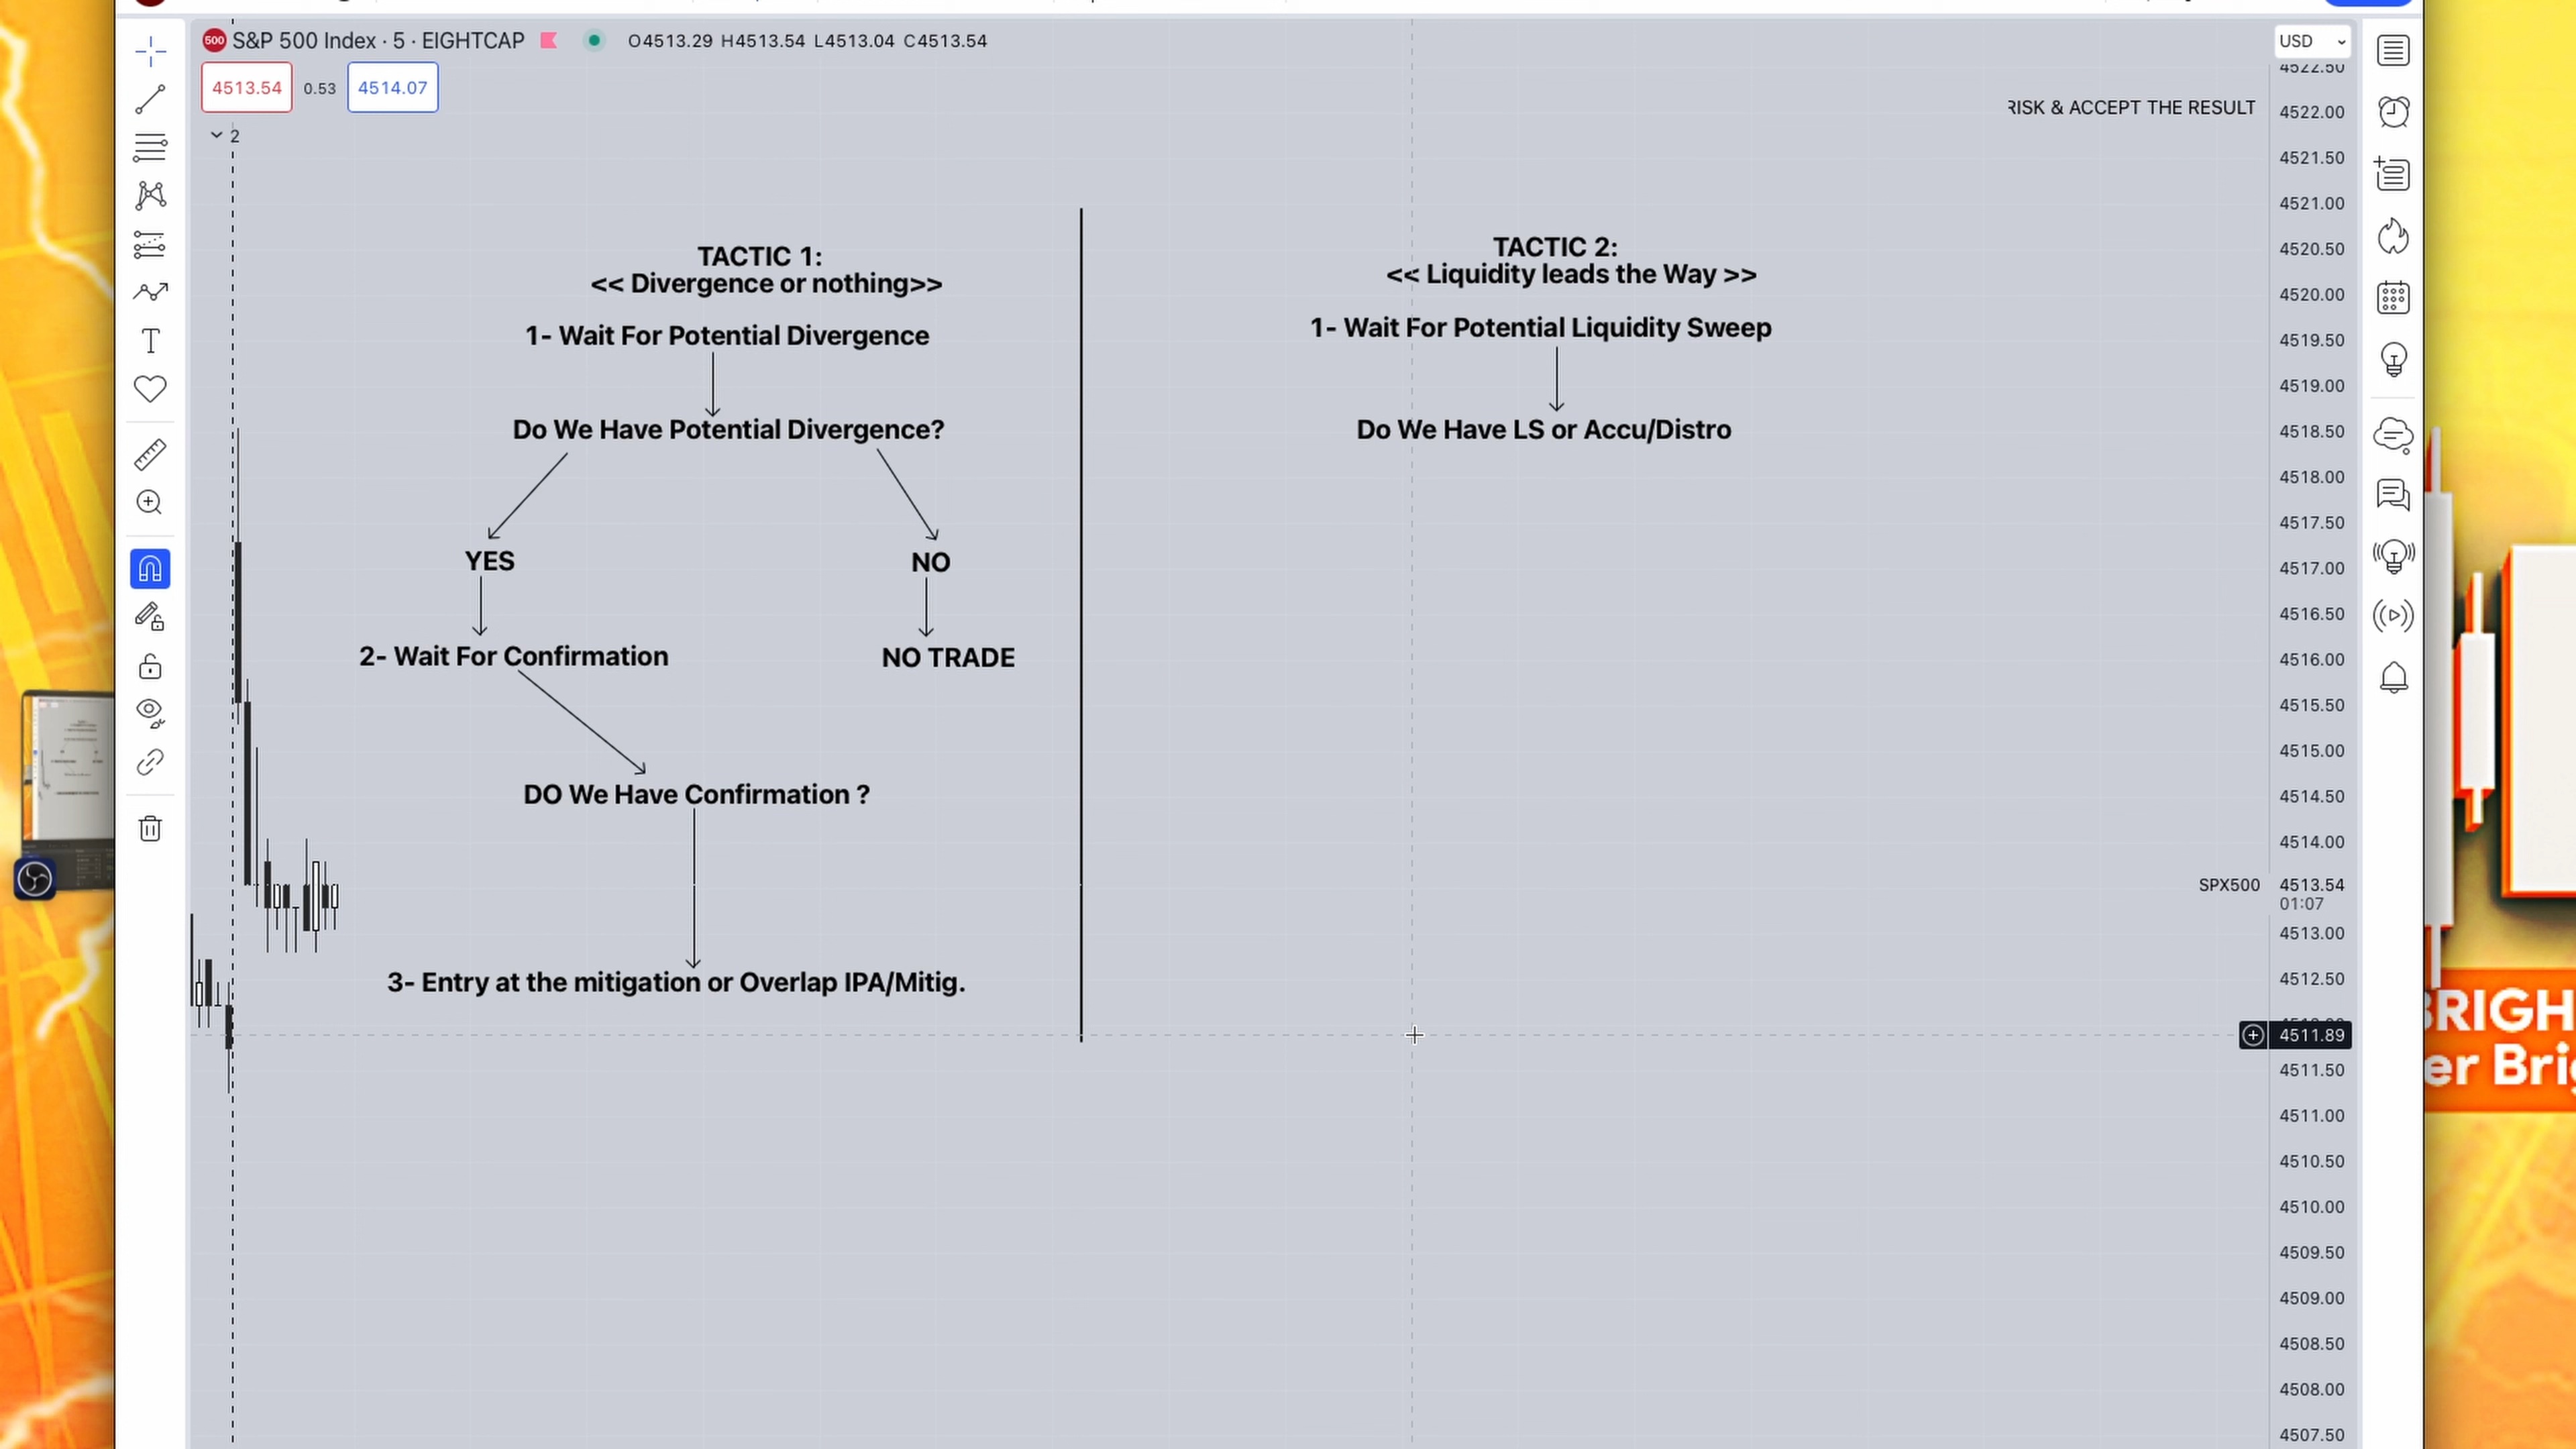 S&P 500 Index · 5 · EIGHTCAP
O4513.29 H4513.54 L4513.04 C4513.54
USD
4513.54
0.53
4514.07
2
RISK & ACCEPT THE RESULT
TACTIC 1:
<< Divergence or nothing>>
1- Wait For Potential Divergence
Do We Have Potential Divergence?
YES
NO
2- Wait For Confirmation
NO TRADE
DO We Have Confirmation ?
3- Entry at the mitigation or Overlap IPA/Mitig.
TACTIC 2:
<< Liquidity leads the Way >>
1- Wait For Potential Liquidity Sweep
Do We Have LS or Accu/Distro
4522.50
4522.00
4521.50
4521.00
4520.50
4520.00
4519.50
4519.00
4518.50
4518.00
4517.50
4517.00
4516.50
4516.00
4515.50
4515.00
4514.50
4514.00
SPX500 4513.54
01:07
4513.00
4512.50
4511.89
4511.50
4511.00
4510.50
4510.00
4509.50
4509.00
4508.50
4508.00
4507.50
500
BRIGH
er Brig